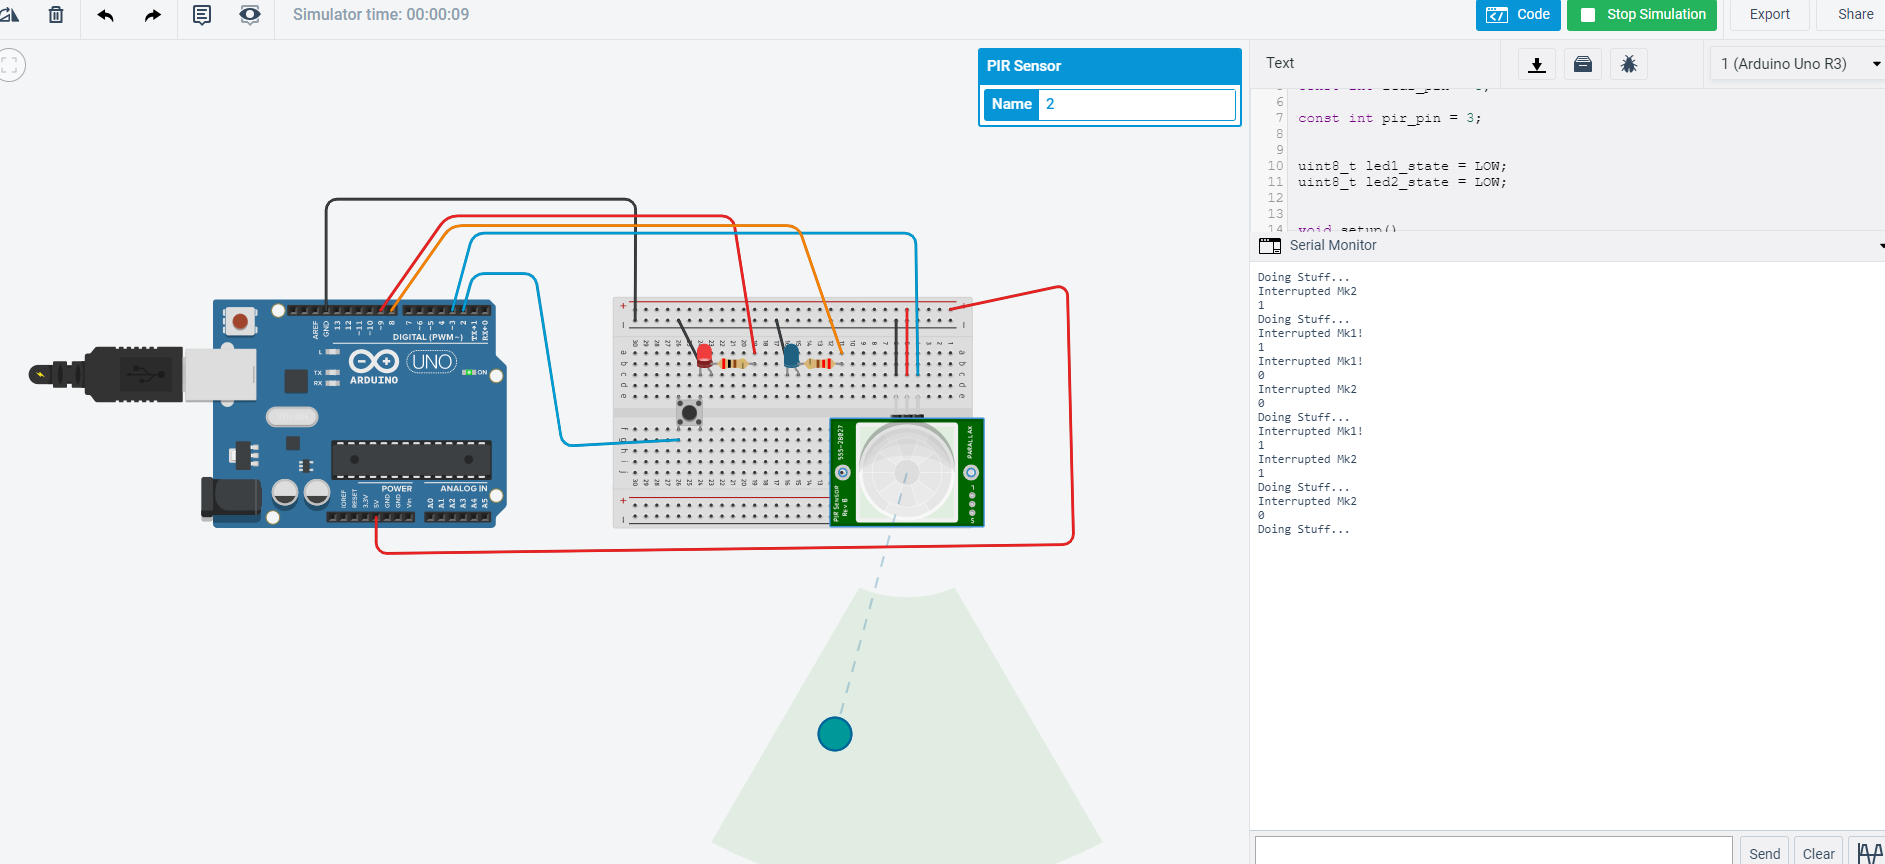 Simulator time: 00:00:09
Code
Stop Simulation
Export
Share
PIR Sensor
Name 2
Text
1 (Arduino Uno R3)
6
7 const int pir_pin = 3;
8
9
10 uint8_t led1_state = LOW;
11 uint8_t led2_state = LOW;
12
13
14 void setup()
Serial Monitor
Doing Stuff...
Interrupted Mk2
1
Doing Stuff...
Interrupted Mk1!
1
Interrupted Mk1!
0
Interrupted Mk2
0
Doing Stuff...
Interrupted Mk1!
1
Interrupted Mk2
1
Doing Stuff...
Interrupted Mk2
0
Doing Stuff...
Send
Clear
AREF
GND
13
12
~11
~10
~9
8
7
~6
~5
4
~3
2
TX→1
RX←0
DIGITAL (PWM~)
L
TX
RX
ARDUINO
UNO
ON
POWER
ANALOG IN
IOREF
RESET
3.3V
5V
GND
GND
Vin
A0
A1
A2
A3
A4
A5
555-28027
PARALLAX
PIR Sensor
Rev B